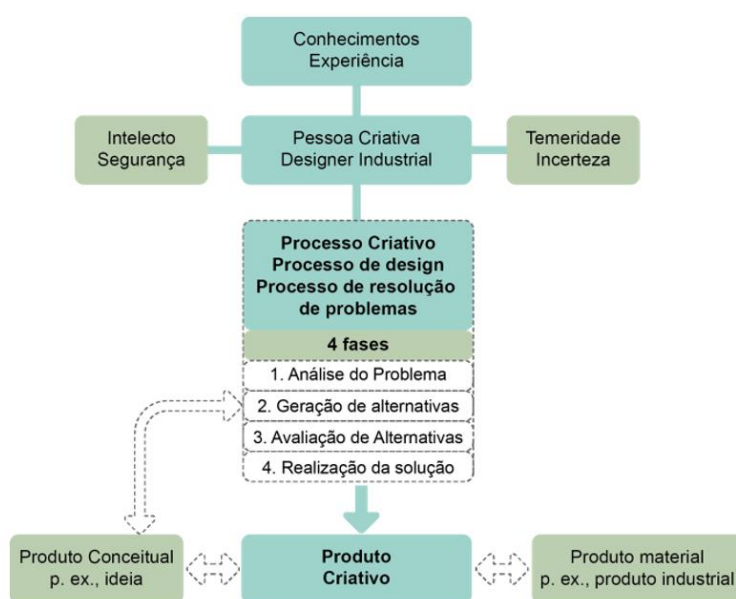 Conhecimentos
Experiência
Intelecto
Segurança
Pessoa Criativa
Designer Industrial
Temeridade
Incerteza
Processo Criativo
Processo de design
Processo de resolução
de problemas
4 fases
1. Análise do Problema
2. Geração de alternativas
3. Avaliação de Alternativas
4. Realização da solução
Produto Conceitual
p. ex., ideia
Produto
Criativo
Produto material
p. ex., produto industrial